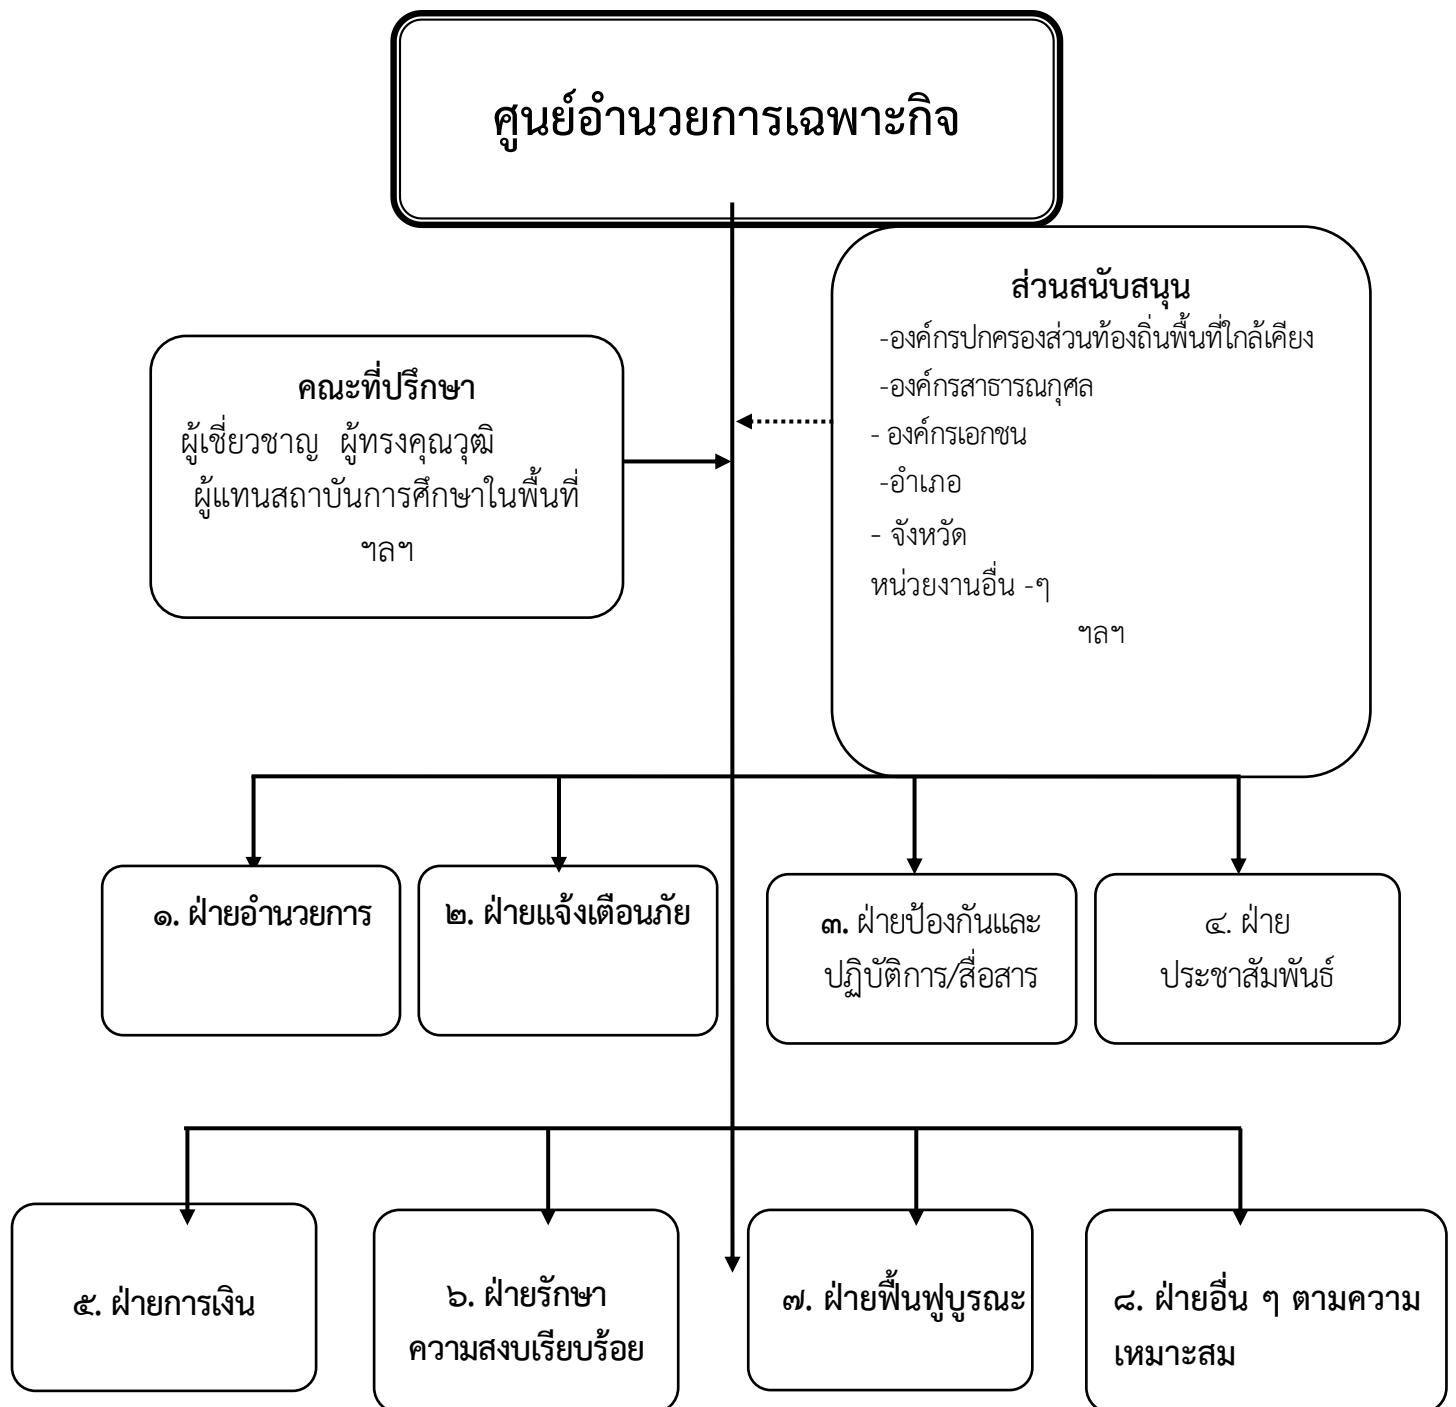 ศูนย์อำนวยการเฉพาะกิจ
ส่วนสนับสนุน
-องค์กรปกครองส่วนท้องถิ่นพื้นที่ใกล้เคียง
-องค์กรสาธารณกุศล
- องค์กรเอกชน
-อำเภอ
- จังหวัด
หน่วยงานอื่น -ๆ
ฯลฯ
คณะที่ปรึกษา
ผู้เชี่ยวชาญ ผู้ทรงคุณวุฒิ
ผู้แทนสถาบันการศึกษาในพื้นที่
ฯลฯ
๑. ฝ่ายอำนวยการ
๒. ฝ่ายแจ้งเตือนภัย
๓. ฝ่ายป้องกันและ
ปฏิบัติการ/สื่อสาร
๔. ฝ่าย
ประชาสัมพันธ์
๕. ฝ่ายการเงิน
๖. ฝ่ายรักษา
ความสงบเรียบร้อย
๗. ฝ่ายฟื้นฟูบูรณะ
๘. ฝ่ายอื่น ๆ ตามความ
เหมาะสม